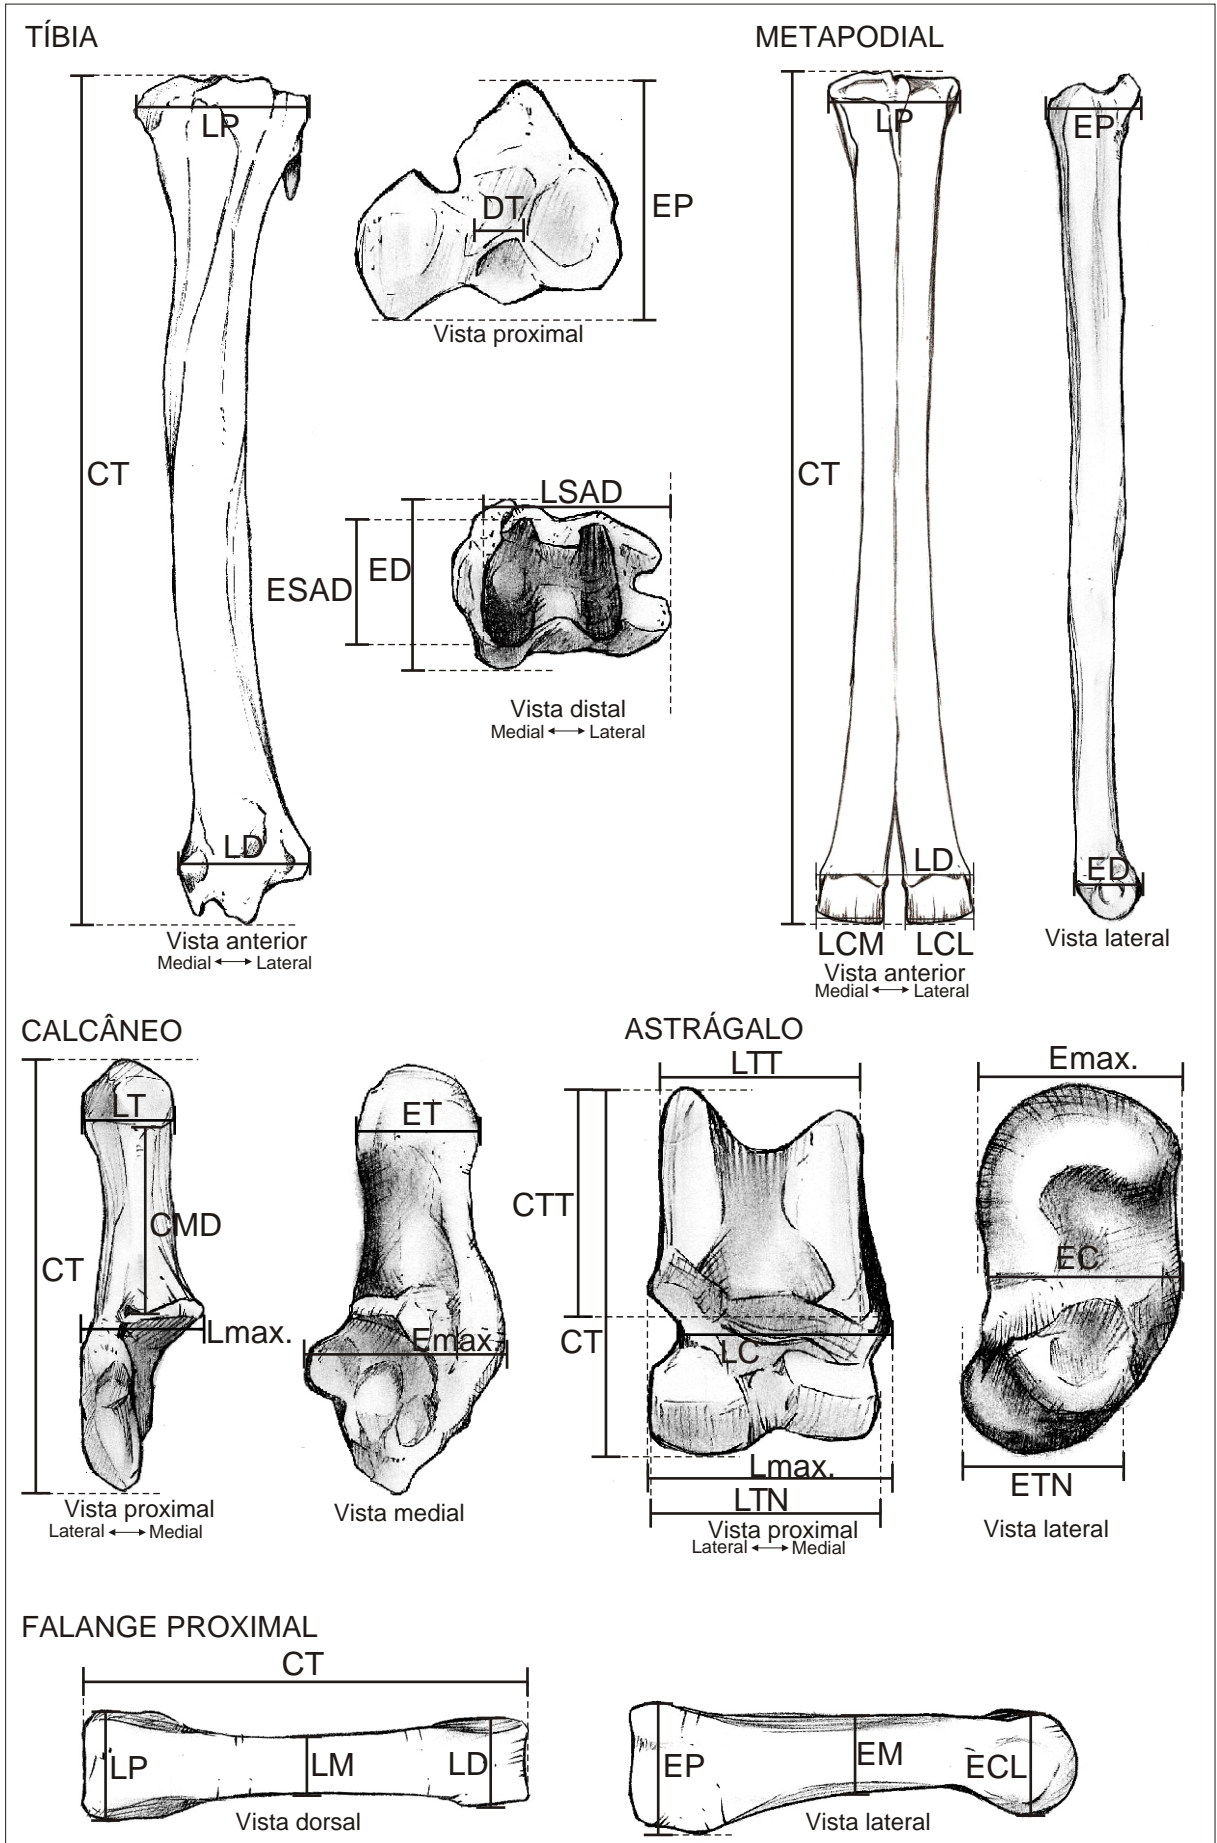 TÍBIA
LP
CT
LD
Vista anterior
Medial ↔ Lateral
DT
EP
Vista proximal
LSAD
ED
ESAD
Vista distal
Medial ↔ Lateral
METAPODIAL
LP
EP
CT
LD
ED
LCM LCL
Vista anterior
Medial ↔ Lateral
Vista lateral
CALCÂNEO
LT
CMD
CT
Lmax.
Vista proximal
Lateral ↔ Medial
ET
Emax.
Vista medial
ASTRÁGALO
LTT
CTT
CT
LC
Lmax.
LTN
Vista proximal
Lateral ↔ Medial
Emax.
EC
ETN
Vista lateral
FALANGE PROXIMAL
CT
LP
LM
LD
Vista dorsal
EP
EM
ECL
Vista lateral